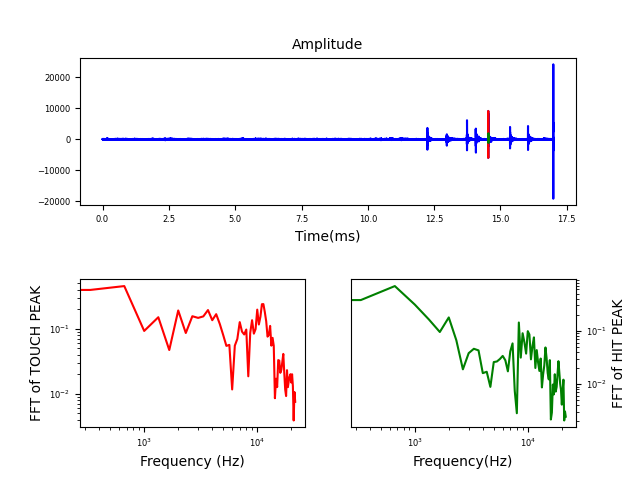 Amplitude
20000
10000
0
−10000
−20000
0.0 2.5 5.0 7.5 10.0 12.5 15.0 17.5
Time(ms)
FFT of TOUCH PEAK
10⁻¹
10⁻²
10³ 10⁴
Frequency (Hz)
10³ 10⁴
Frequency(Hz)
10⁻¹
10⁻²
FFT of HIT PEAK